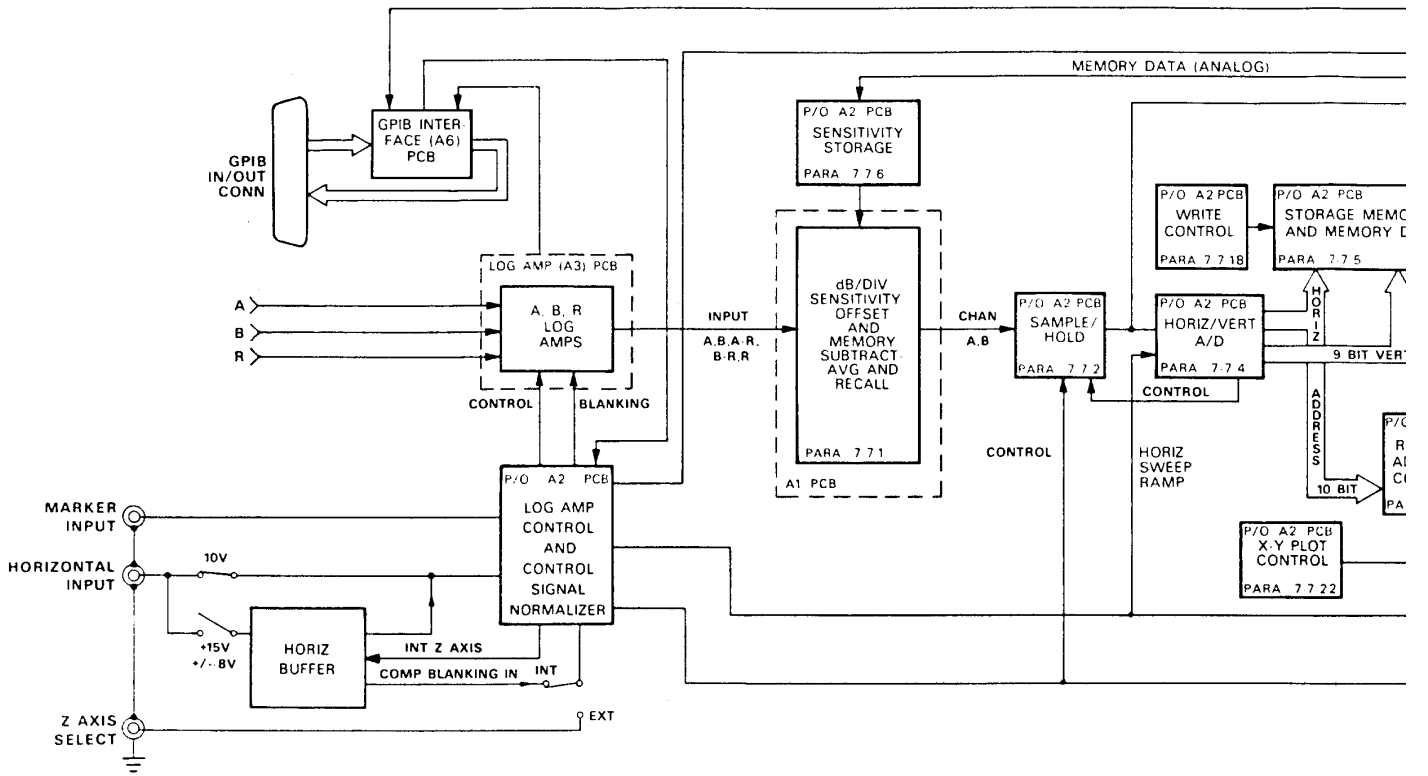 MEMORY DATA (ANALOG)
GPIB INTER-
FACE (A6)
PCB
GPIB
IN/OUT
CONN
P/O A2 PCB
SENSITIVITY
STORAGE
PARA 7 7 6
P/O A2 PCB
WRITE
CONTROL
PARA 7-7 18
P/O A2 PCB
STORAGE MEMO
AND MEMORY D
PARA 7-7 5
LOG AMP (A3) PCB
A, B, R
LOG
AMPS
A
B
R
INPUT
A,B,A-R,
B-R,R
dB/DIV
SENSITIVITY
OFFSET
AND
MEMORY
SUBTRACT-
AVG AND
RECALL
PARA 7 7 1
A1 PCB
CHAN
A,B
P/O A2 PCB
SAMPLE/
HOLD
PARA 7 7 2
P/O A2 PCB
HORIZ/VERT
A/D
PARA 7-7 4
HORIZ
ADDRESS
9 BIT VERT
10 BIT
CONTROL
CONTROL
BLANKING
CONTROL
HORIZ
SWEEP
RAMP
P/O
R
AD
CO
PA
P/O A2 PCB
LOG AMP
CONTROL
AND
CONTROL
SIGNAL
NORMALIZER
P/O A2 PCB
X-Y PLOT
CONTROL
PARA 7-7 22
MARKER
INPUT
HORIZONTAL
INPUT
10V
+15V
+/--8V
HORIZ
BUFFER
INT Z AXIS
COMP BLANKING IN
INT
EXT
Z AXIS
SELECT